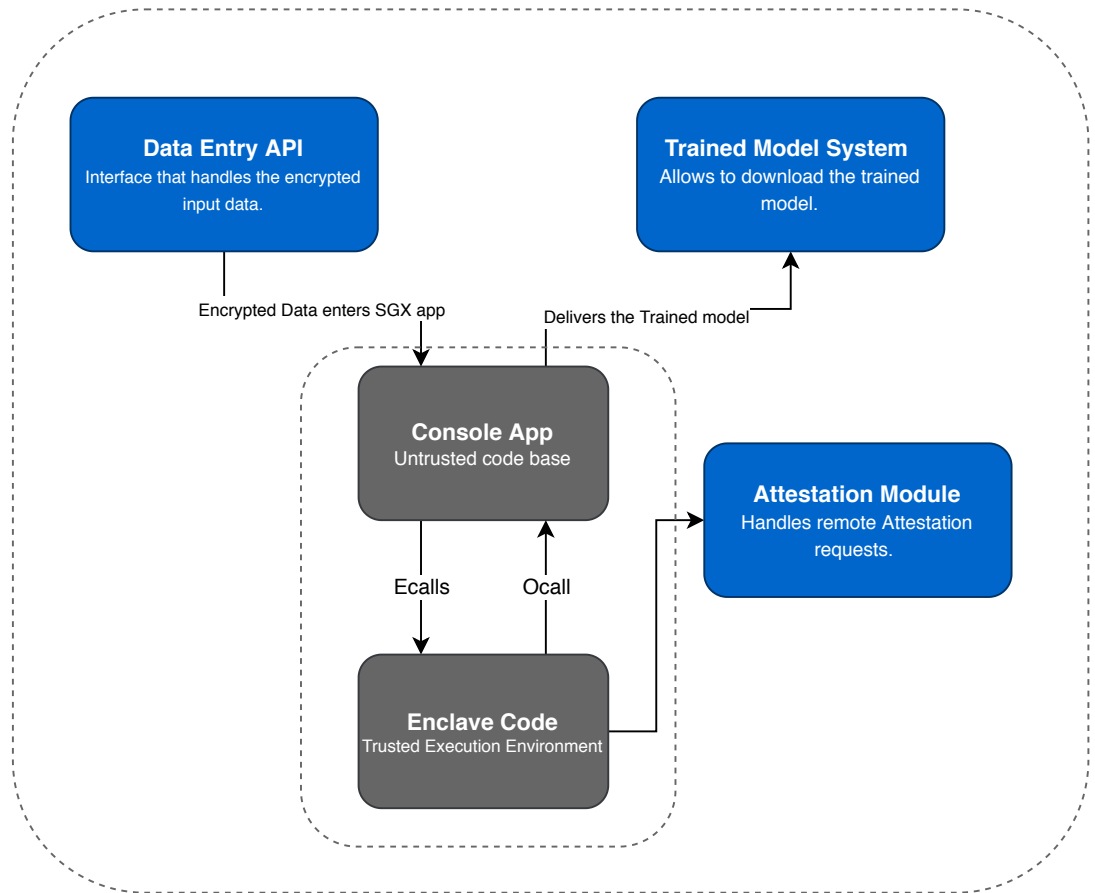 Data Entry API
Interface that handles the encrypted
input data.
Trained Model System
Allows to download the trained
model.
Encrypted Data enters SGX app
Delivers the Trained model
Console App
Untrusted code base
Attestation Module
Handles remote Attestation
requests.
Ecalls
Ocall
Enclave Code
Trusted Execution Environment